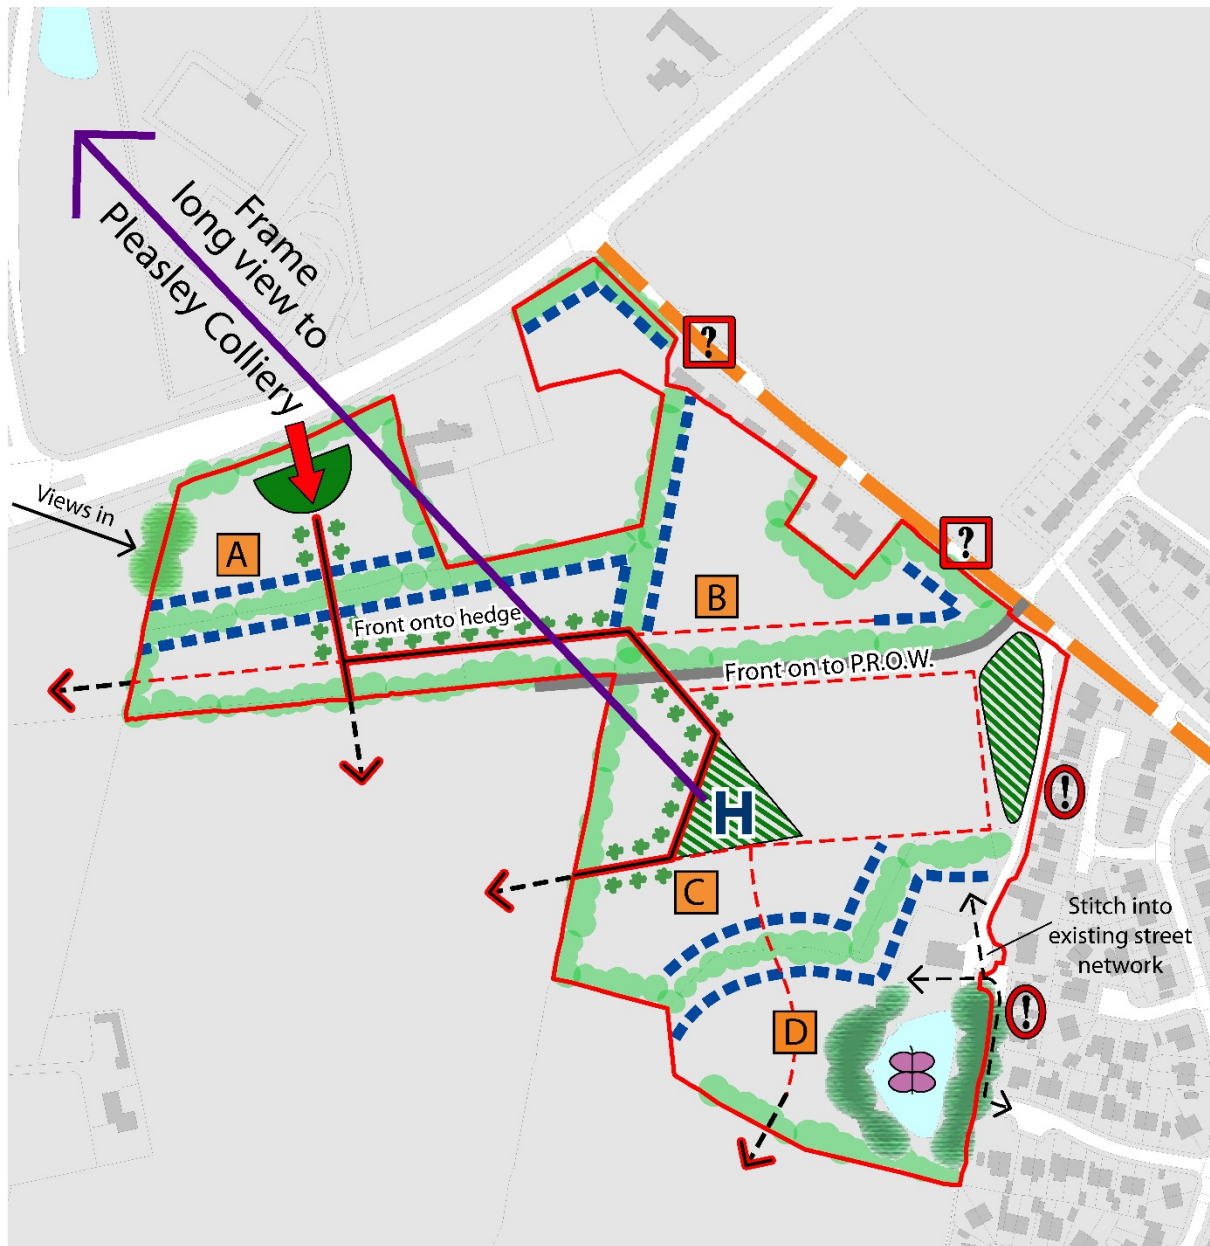 Frame
long view to
Pleasley Colliery
?
Views in
?
A
B
Front onto hedge
Front on to P.R.O.W.
!
H
C
Stitch into
existing street
network
!
D